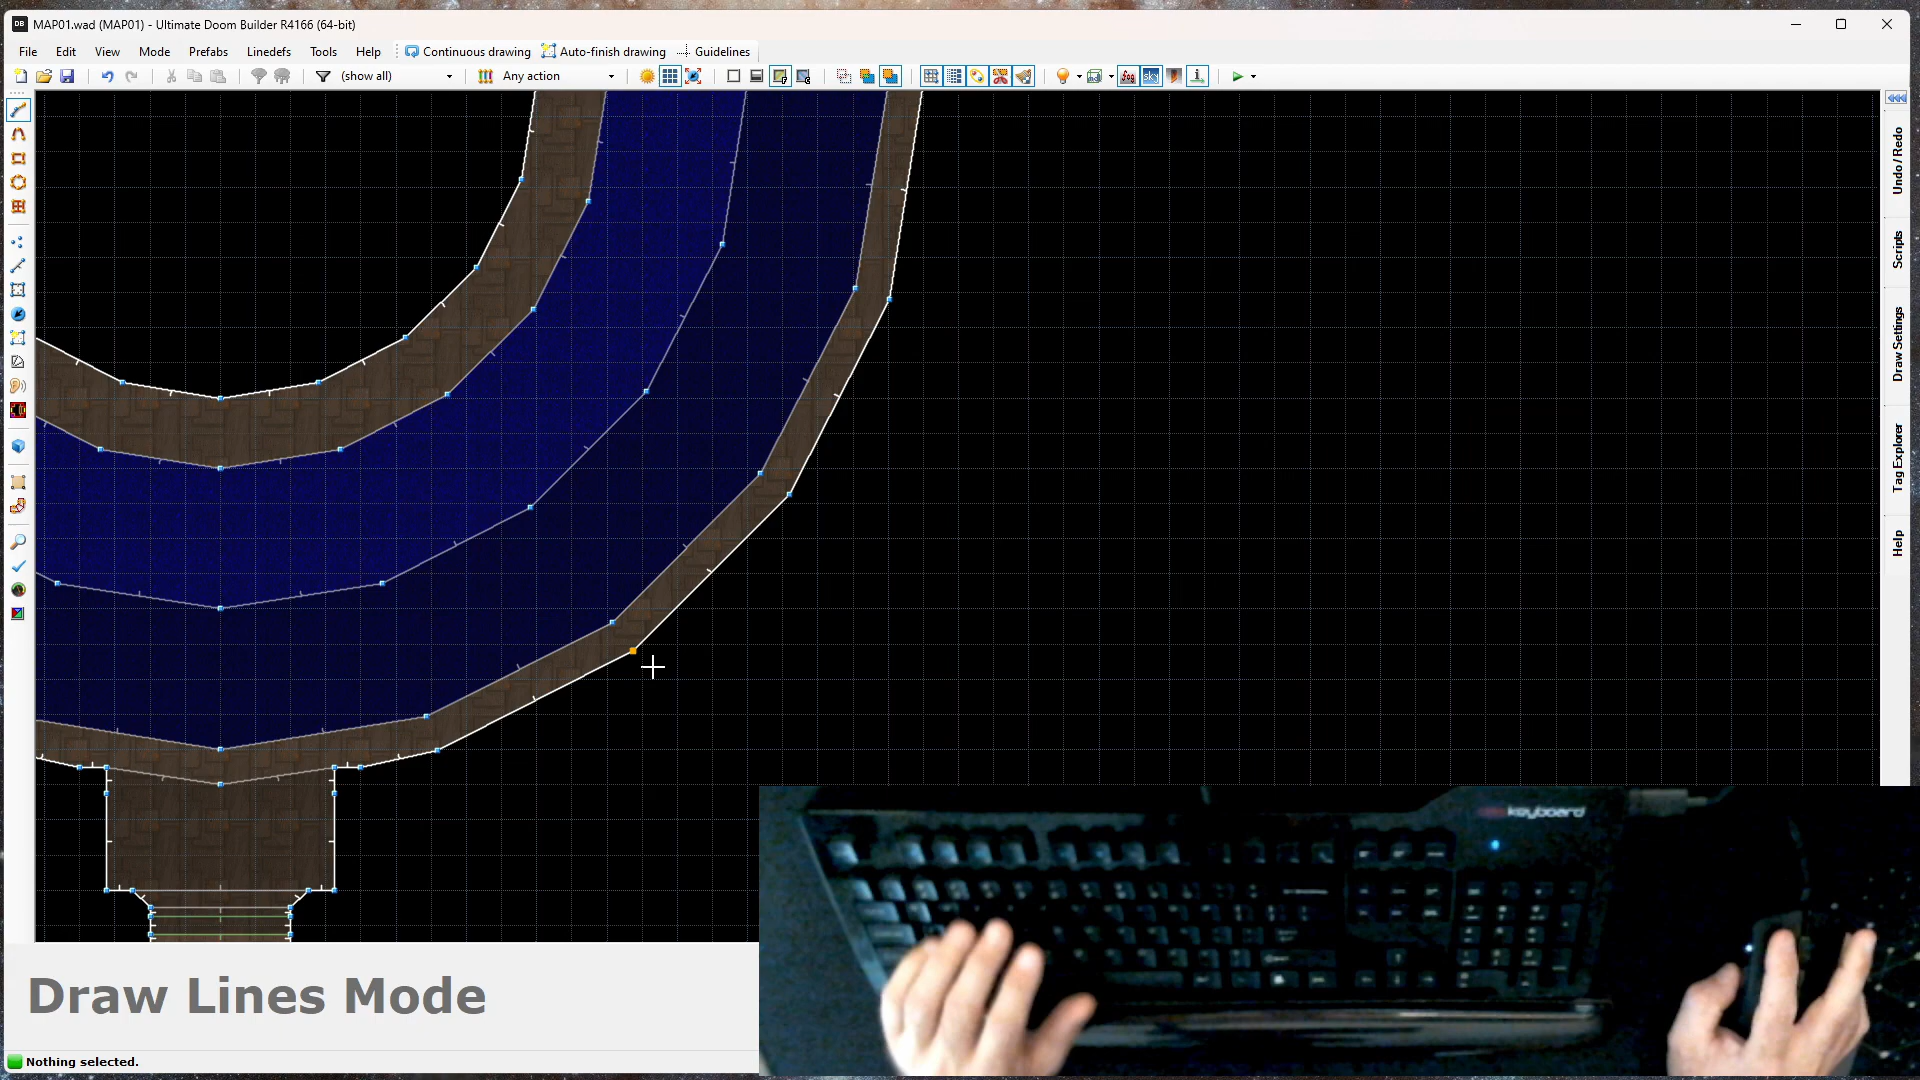 MAP01.wad (MAP01) - Ultimate Doom Builder R4166 (64-bit)
File Edit View Mode Prefabs Linedefs Tools Help Continuous drawing Auto-finish drawing Guidelines
(show all) Any action
Undo / Redo
Scripts
Draw Settings
Tag Explorer
Help
keyboard
Draw Lines Mode
Nothing selected.